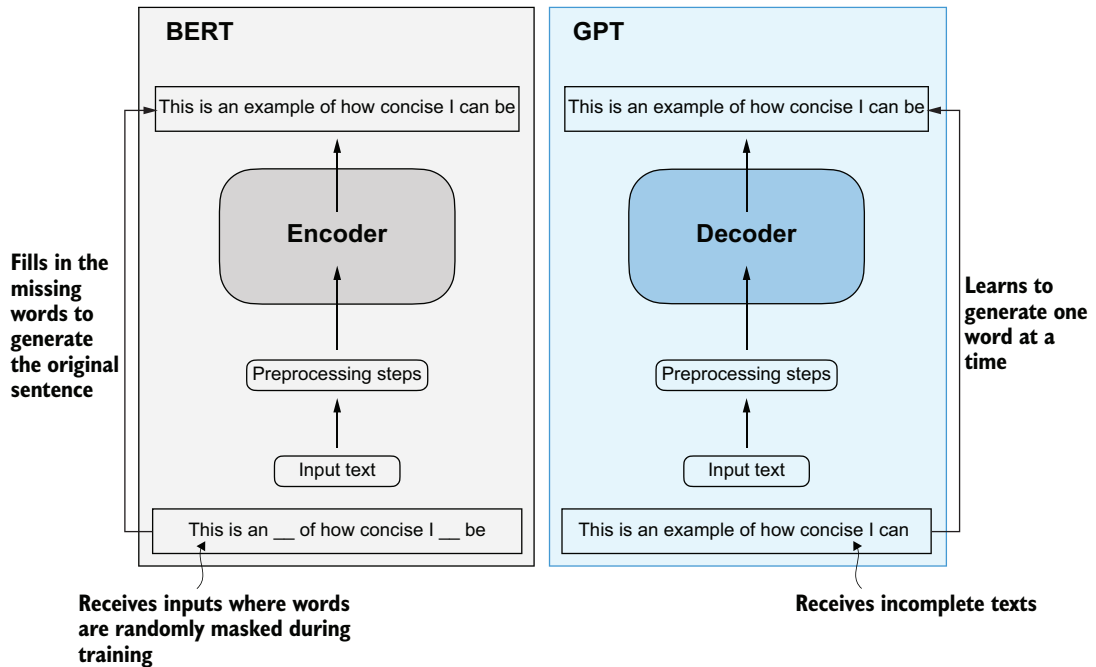 BERT
This is an example of how concise I can be
Encoder
Preprocessing steps
Input text
This is an __ of how concise I __ be
Fills in the
missing
words to
generate
the original
sentence
Receives inputs where words
are randomly masked during
training
GPT
This is an example of how concise I can be
Decoder
Preprocessing steps
Input text
This is an example of how concise I can
Learns to
generate one
word at a
time
Receives incomplete texts